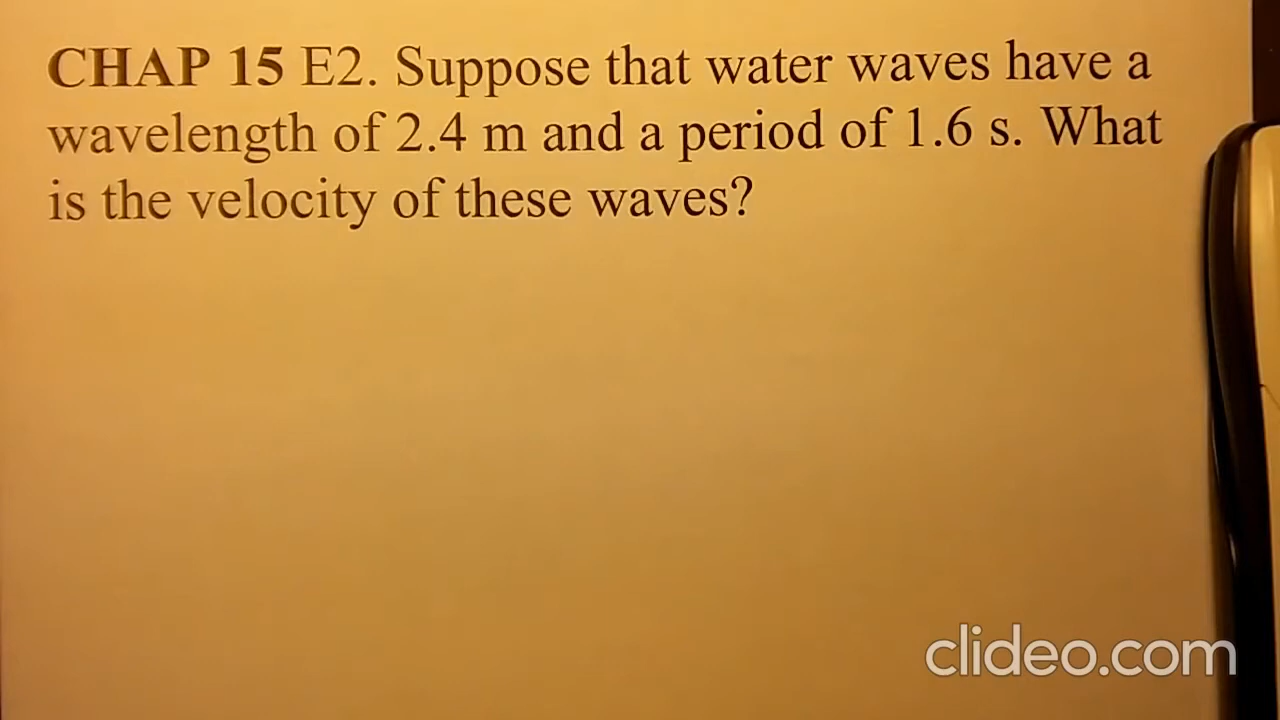 CHAP 15 E2. Suppose that water waves have a
wavelength of 2.4 m and a period of 1.6 s. What
is the velocity of these waves?
clideo.com